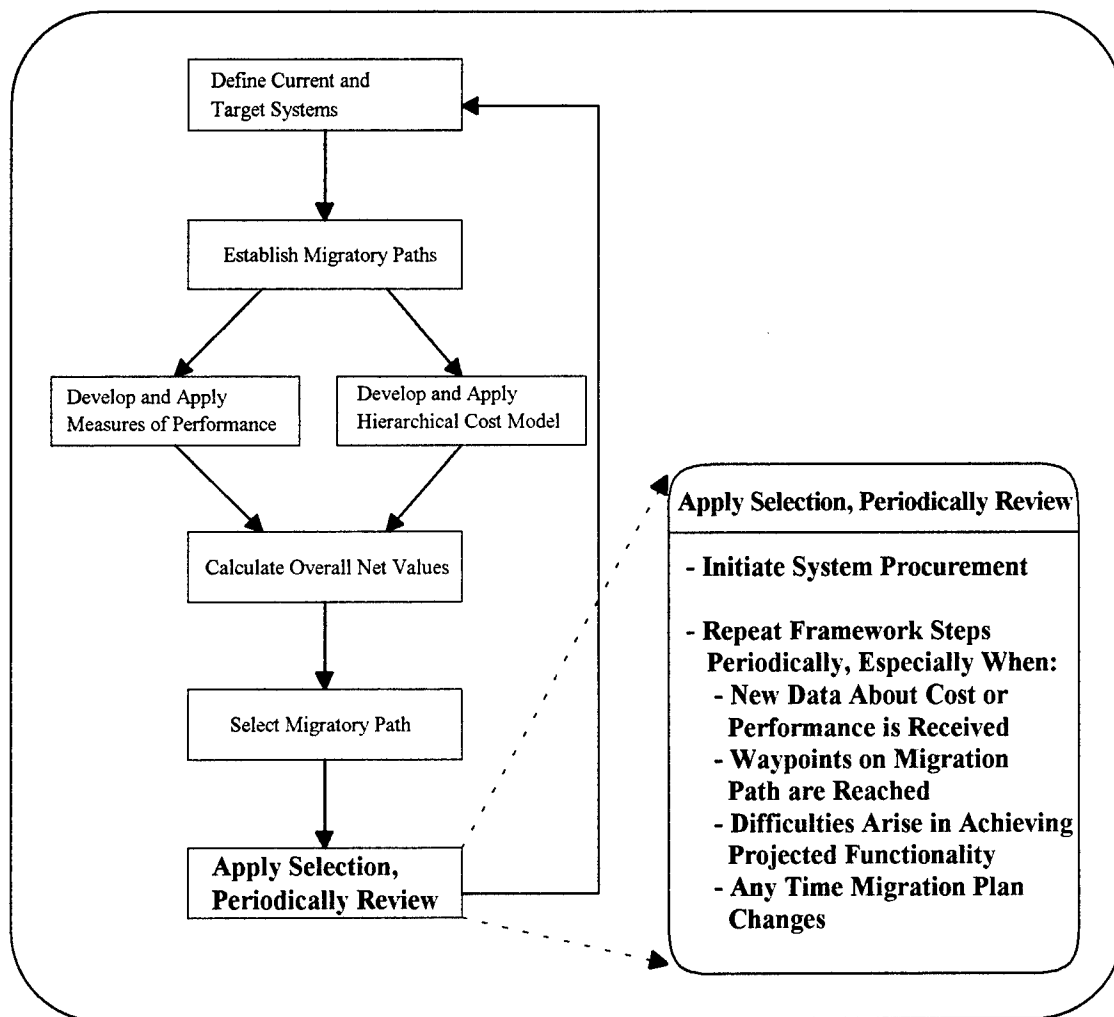 Define Current and
Target Systems
Establish Migratory Paths
Develop and Apply
Measures of Performance
Develop and Apply
Hierarchical Cost Model
Calculate Overall Net Values
Select Migratory Path
Apply Selection,
Periodically Review
Apply Selection, Periodically Review
- Initiate System Procurement
- Repeat Framework Steps
Periodically, Especially When:
- New Data About Cost or
Performance is Received
- Waypoints on Migration
Path are Reached
- Difficulties Arise in Achieving
Projected Functionality
- Any Time Migration Plan
Changes